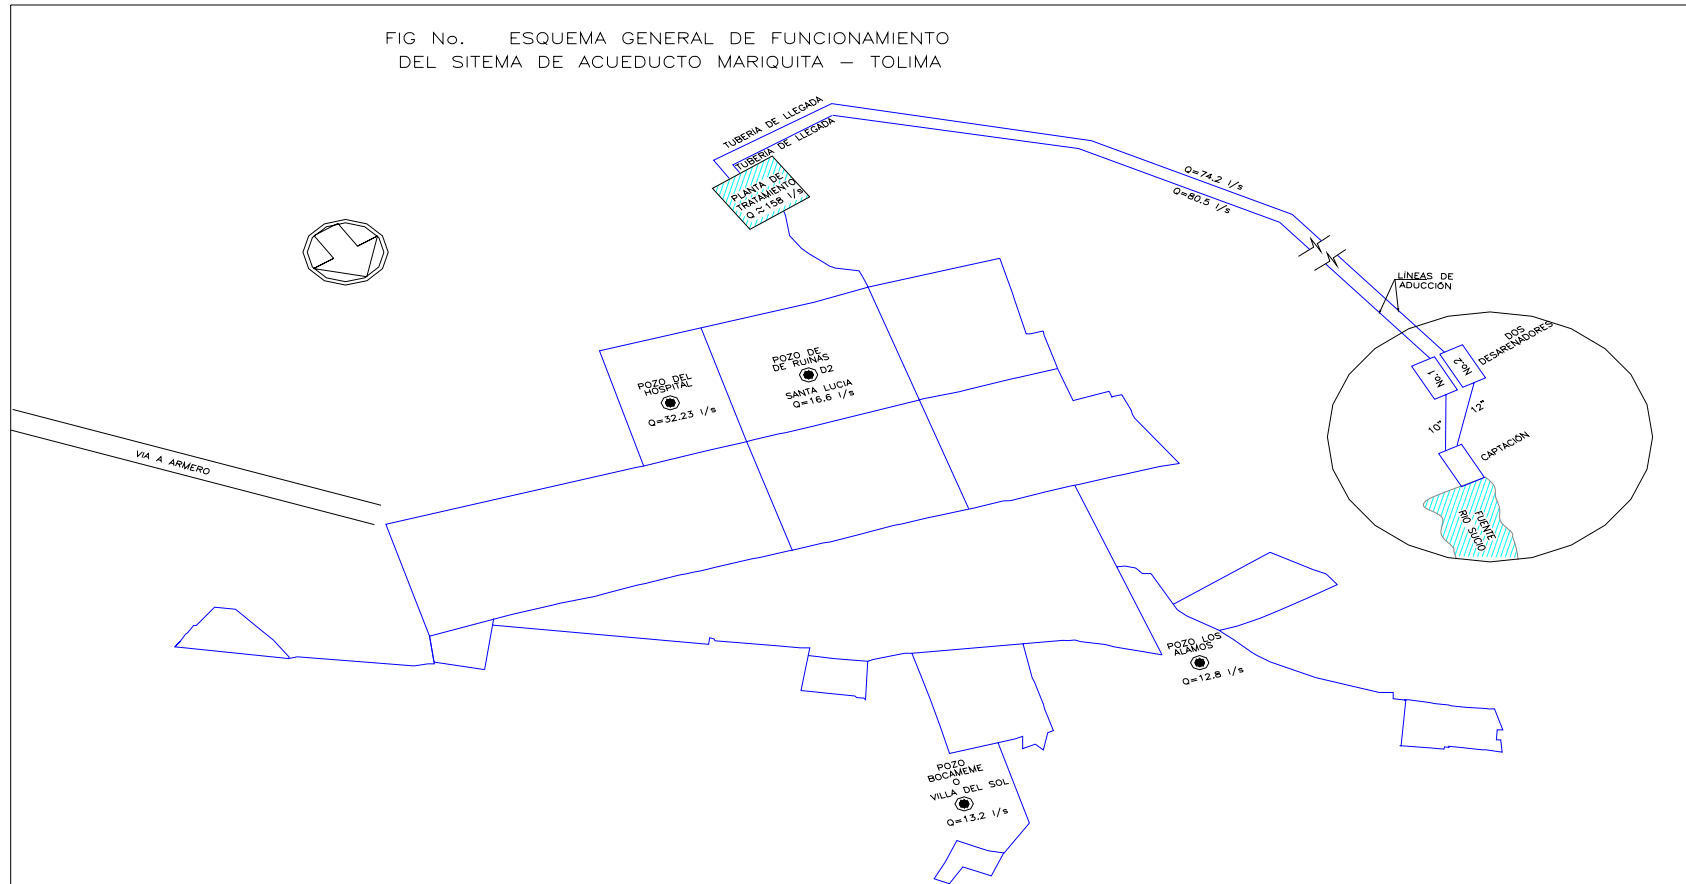 FIG No. ESQUEMA GENERAL DE FUNCIONAMIENTO
DEL SITEMA DE ACUEDUCTO MARIQUITA – TOLIMA
TUBERIA DE LLEGADA
TUBERIA DE LLEGADA
PLANTA DE
TRATAMIENTO
Q ≈158 l/s
Q=74.2 l/s
Q=80.5 l/s
LÍNEAS DE
ADUCCIÓN
DOS
DESARENADORES
No.1
No.2
10"
12"
CAPTACIÓN
FUENTE
RIO SUCIO
POZO DEL
HOSPITAL
Q=32.23 l/s
POZO DE
DE RUINAS
D2
SANTA LUCIA
Q=16.6 l/s
VIA A ARMERO
POZO LOS
ALAMOS
Q=12.8 l/s
POZO
BOCAMEME
O
VILLA DEL SOL
Q=13.2 l/s